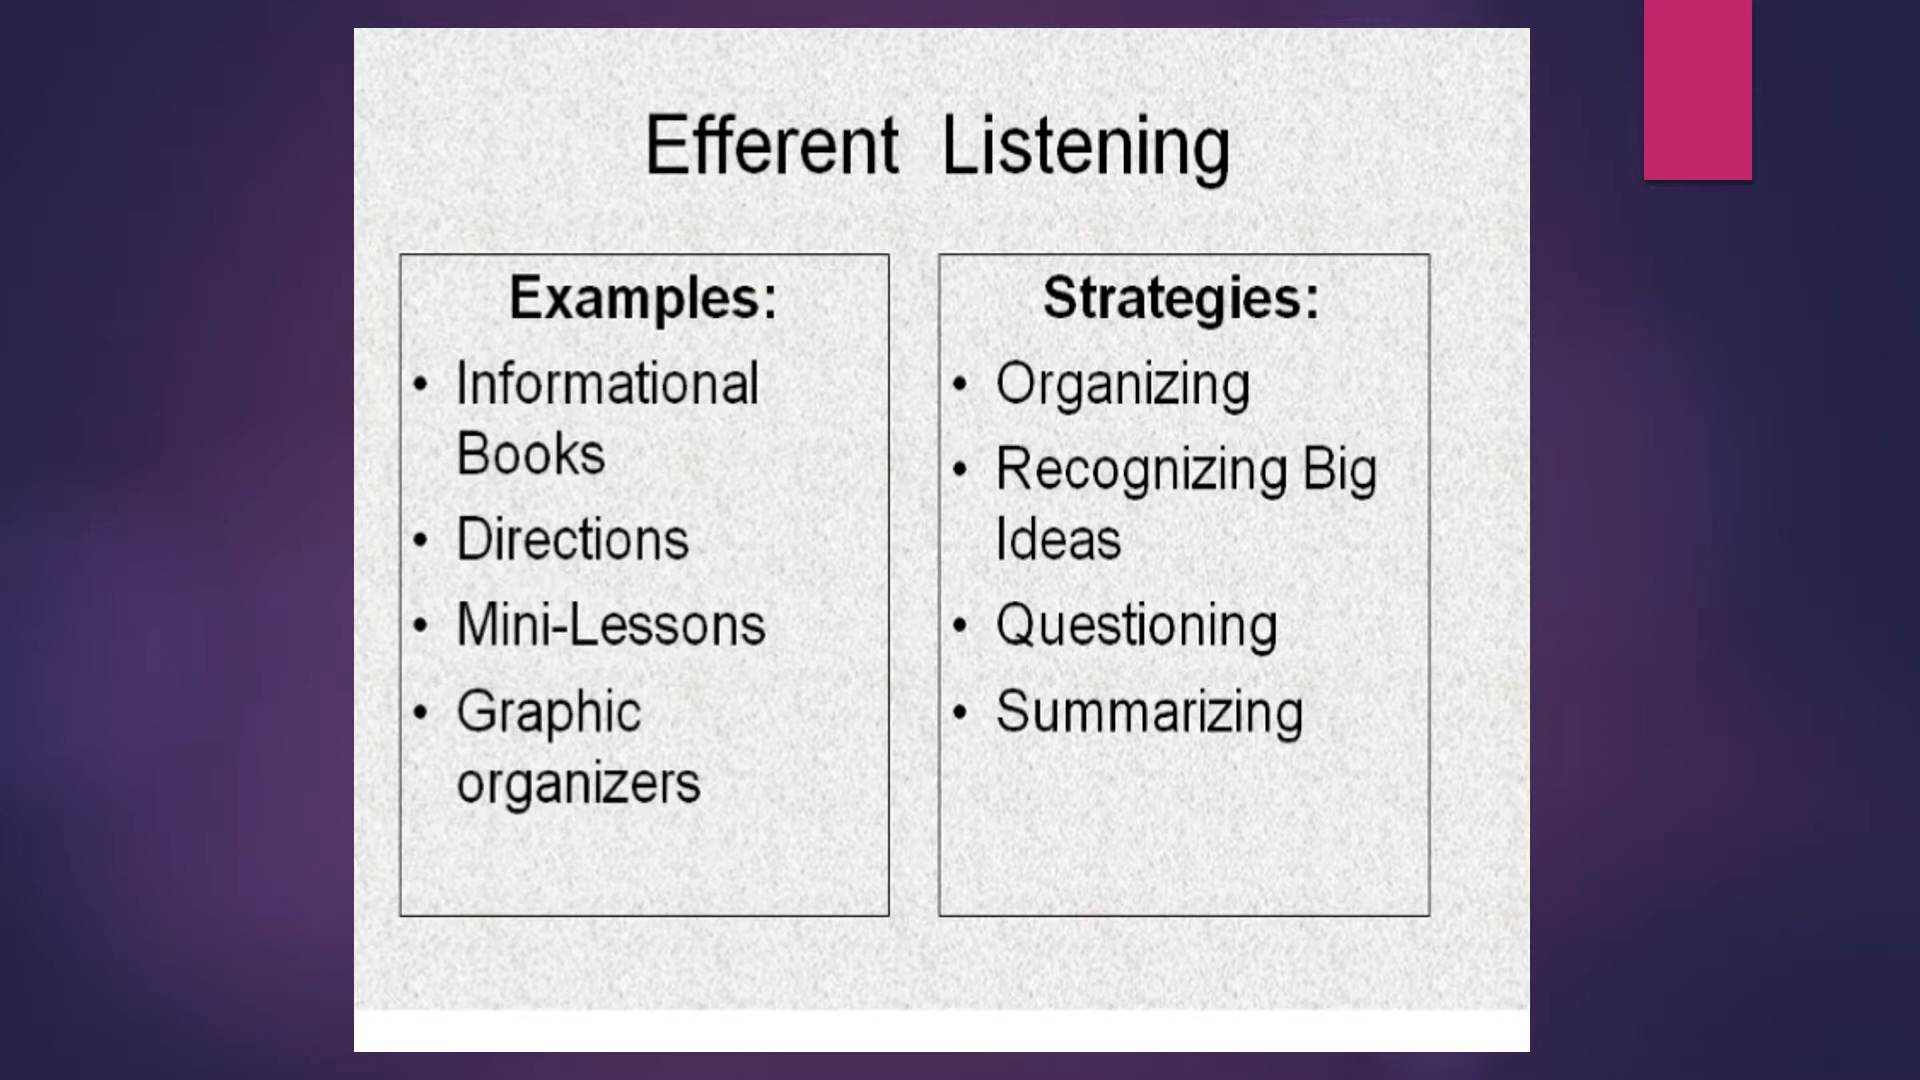 Efferent Listening
Examples:
• Informational
Books
• Directions
• Mini-Lessons
• Graphic
organizers
Strategies:
• Organizing
• Recognizing Big
Ideas
• Questioning
• Summarizing